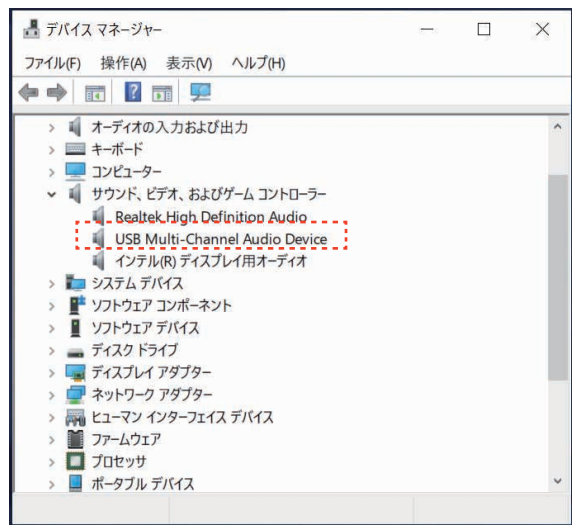 デバイス マネージャー
ファイル(F) 操作(A) 表示(V) ヘルプ(H)
オーディオの入力および出力
キーボード
コンピューター
サウンド、ビデオ、およびゲーム コントローラー
Realtek High Definition Audio
USB Multi-Channel Audio Device
インテル(R) ディスプレイ用オーディオ
システム デバイス
ソフトウェア コンポーネント
ソフトウェア デバイス
ディスク ドライブ
ディスプレイ アダプター
ネットワーク アダプター
ヒューマン インターフェイス デバイス
ファームウェア
プロセッサ
ポータブル デバイス